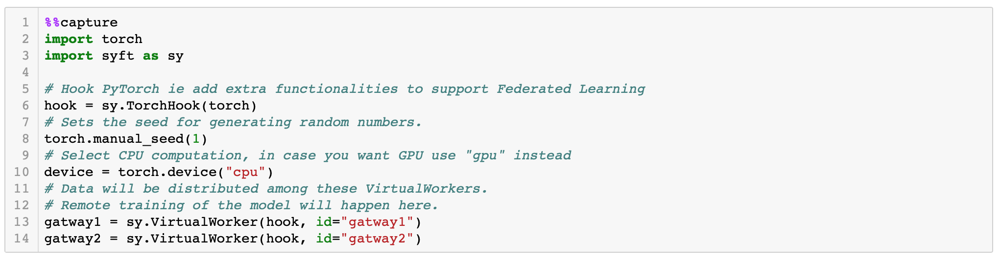 1 %%capture
2 import torch
3 import syft as sy
4
5 # Hook PyTorch ie add extra functionalities to support Federated Learning
6 hook = sy.TorchHook(torch)
7 # Sets the seed for generating random numbers.
8 torch.manual_seed(1)
9 # Select CPU computation, in case you want GPU use "gpu" instead
10 device = torch.device("cpu")
11 # Data will be distributed among these VirtualWorkers.
12 # Remote training of the model will happen here.
13 gatway1 = sy.VirtualWorker(hook, id="gatway1")
14 gatway2 = sy.VirtualWorker(hook, id="gatway2")